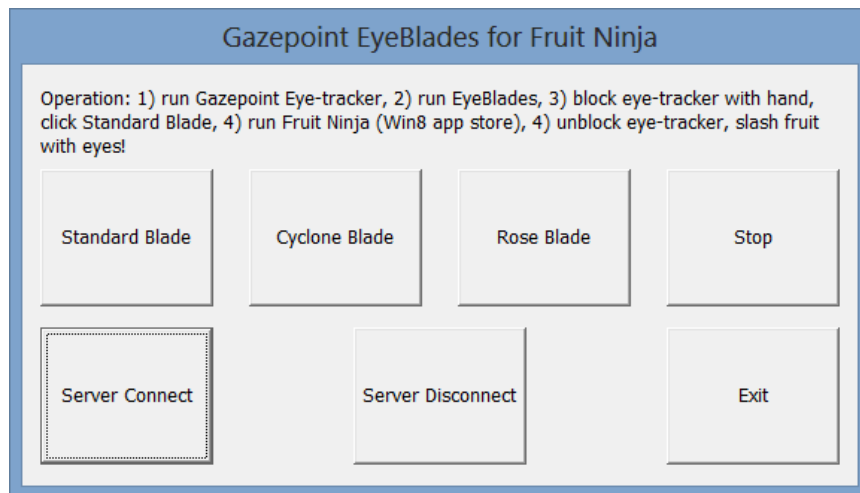 Gazepoint EyeBlades for Fruit Ninja
Operation: 1) run Gazepoint Eye-tracker, 2) run EyeBlades, 3) block eye-tracker with hand,
click Standard Blade, 4) run Fruit Ninja (Win8 app store), 4) unblock eye-tracker, slash fruit
with eyes!
Standard Blade
Cyclone Blade
Rose Blade
Stop
Server Connect
Server Disconnect
Exit